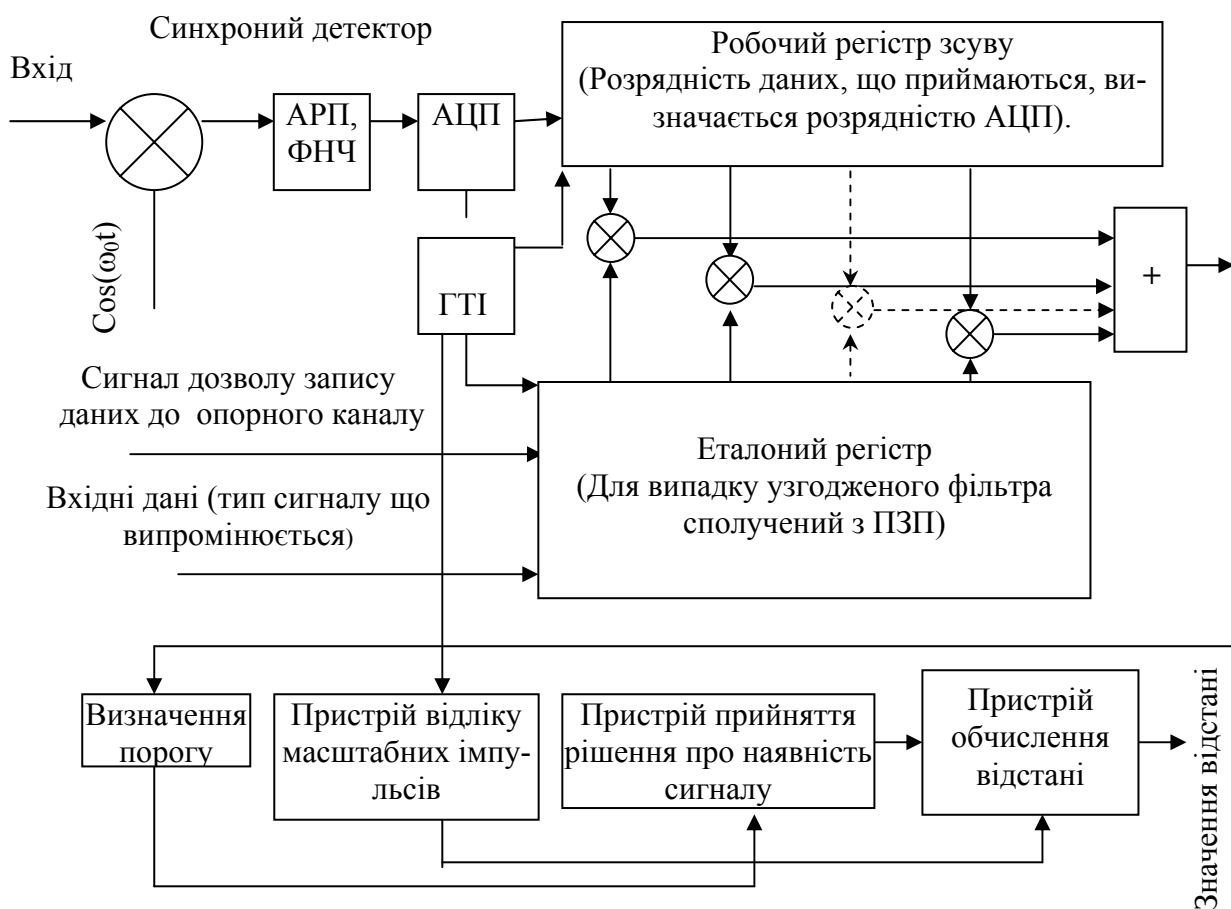 Синхроний детектор
Вхід
Cos(ω₀t)
АРП,
ФНЧ
АЦП
ГТІ
Робочий регістр зсуву
(Розрядність даних, що приймаються, ви-
значається розрядністю АЦП).
+
Сигнал дозволу запису
даних до опорного каналу
Вхідні дані (тип сигналу що
випромінюється)
Еталоний регістр
(Для випадку узгодженого фільтра
сполучений з ПЗП)
Визначення
порогу
Пристрій відліку
масштабних імпу-
льсів
Пристрій прийняття
рішення про наявність
сигналу
Пристрій
обчислення
відстані
Значення відстані